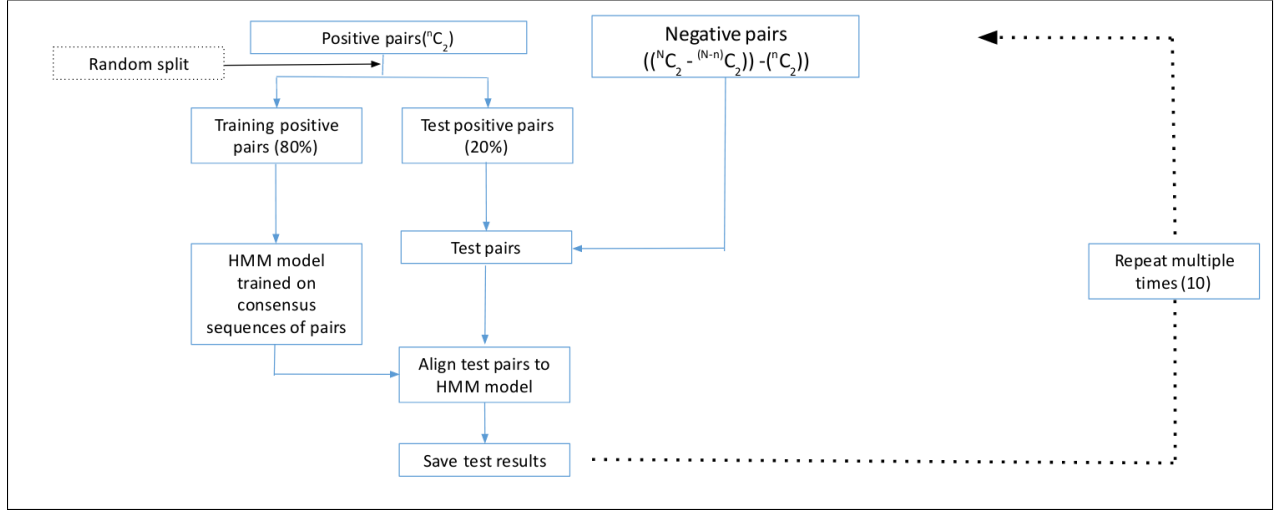 Positive pairs(ⁿC₂)
Negative pairs
((ᴺC₂ - ⁽ᴺ⁻ⁿ⁾C₂)) -(ⁿC₂))
Random split
Training positive
pairs (80%)
Test positive pairs
(20%)
HMM model
trained on
consensus
sequences of pairs
Test pairs
Repeat multiple
times (10)
Align test pairs to
HMM model
Save test results